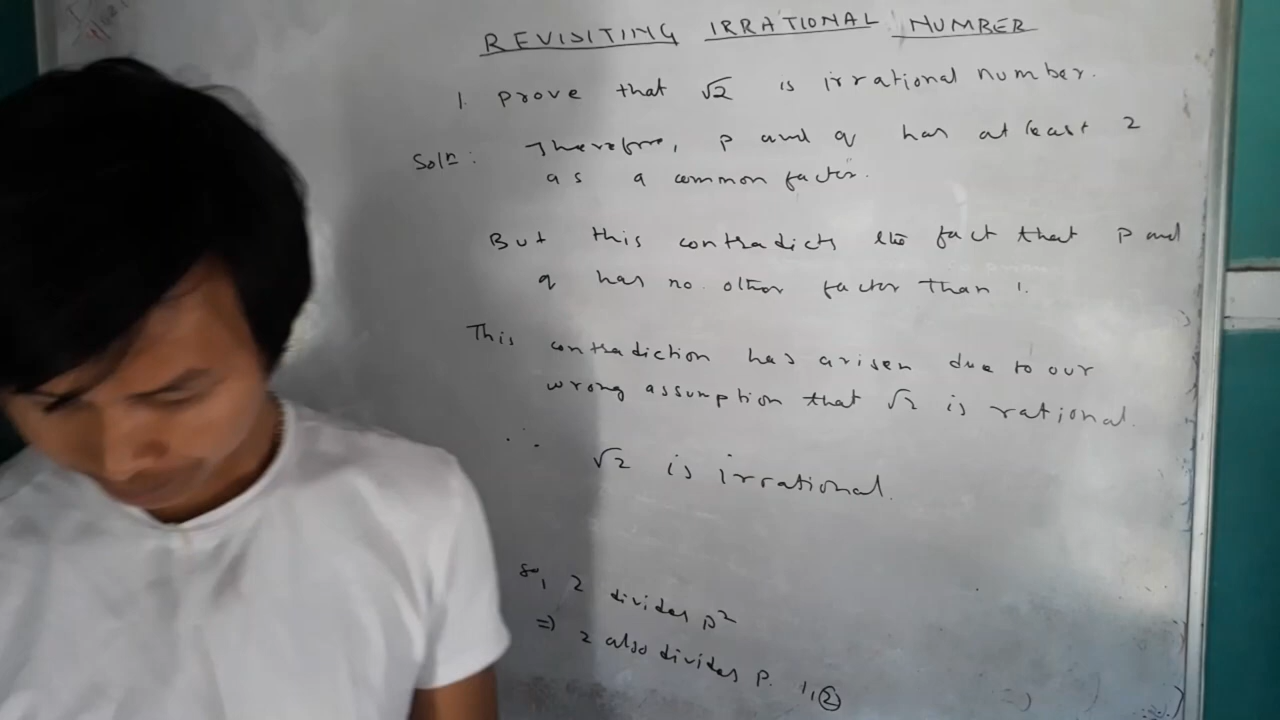 REVISITING IRRATIONAL NUMBER
1. Prove that √2 is irrational number.
Solⁿ: Therefore, p and q has at least 2
as a common factor.
But this contradicts the fact that p and
q has no other factor than 1.
This contradiction has arisen due to our
wrong assumption that √2 is rational.
∴ √2 is irrational.
so, 2 divides p²
⇒ 2 also divides p.